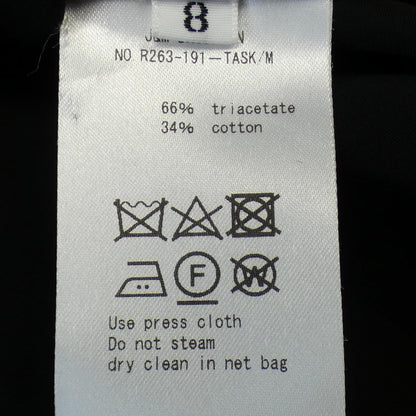 8
NO R263-191-TASK/M
66% triacetate
34% cotton
F W
Use press cloth
Do not steam
dry clean in net bag